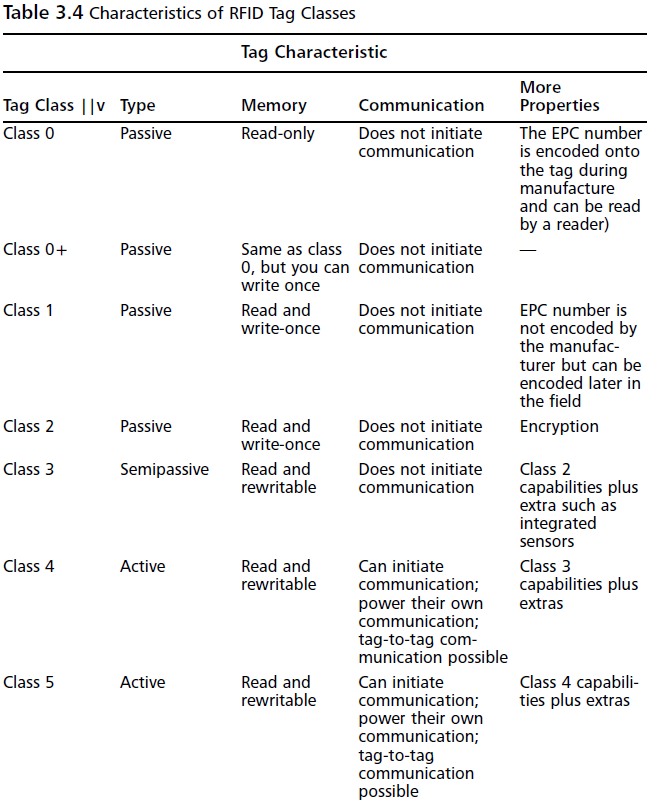 Table 3.4 Characteristics of RFID Tag Classes
Tag Characteristic
More
Tag Class ||v Type Memory Communication Properties
Class 0 Passive Read-only Does not initiate The EPC number
communication is encoded onto
the tag during
manufacture
and can be read
by a reader)
Class 0+ Passive Same as class Does not initiate —
0, but you can communication
write once
Class 1 Passive Read and Does not initiate EPC number is
write-once communication not encoded by
the manufac-
turer but can be
encoded later in
the field
Class 2 Passive Read and Does not initiate Encryption
write-once communication
Class 3 Semipassive Read and Does not initiate Class 2
rewritable communication capabilities plus
extra such as
integrated
sensors
Class 4 Active Read and Can initiate Class 3
rewritable communication; capabilities plus
power their own extras
communication;
tag-to-tag com-
munication possible
Class 5 Active Read and Can initiate Class 4 capabili-
rewritable communication; ties plus extras
power their own
communication;
tag-to-tag
communication
possible